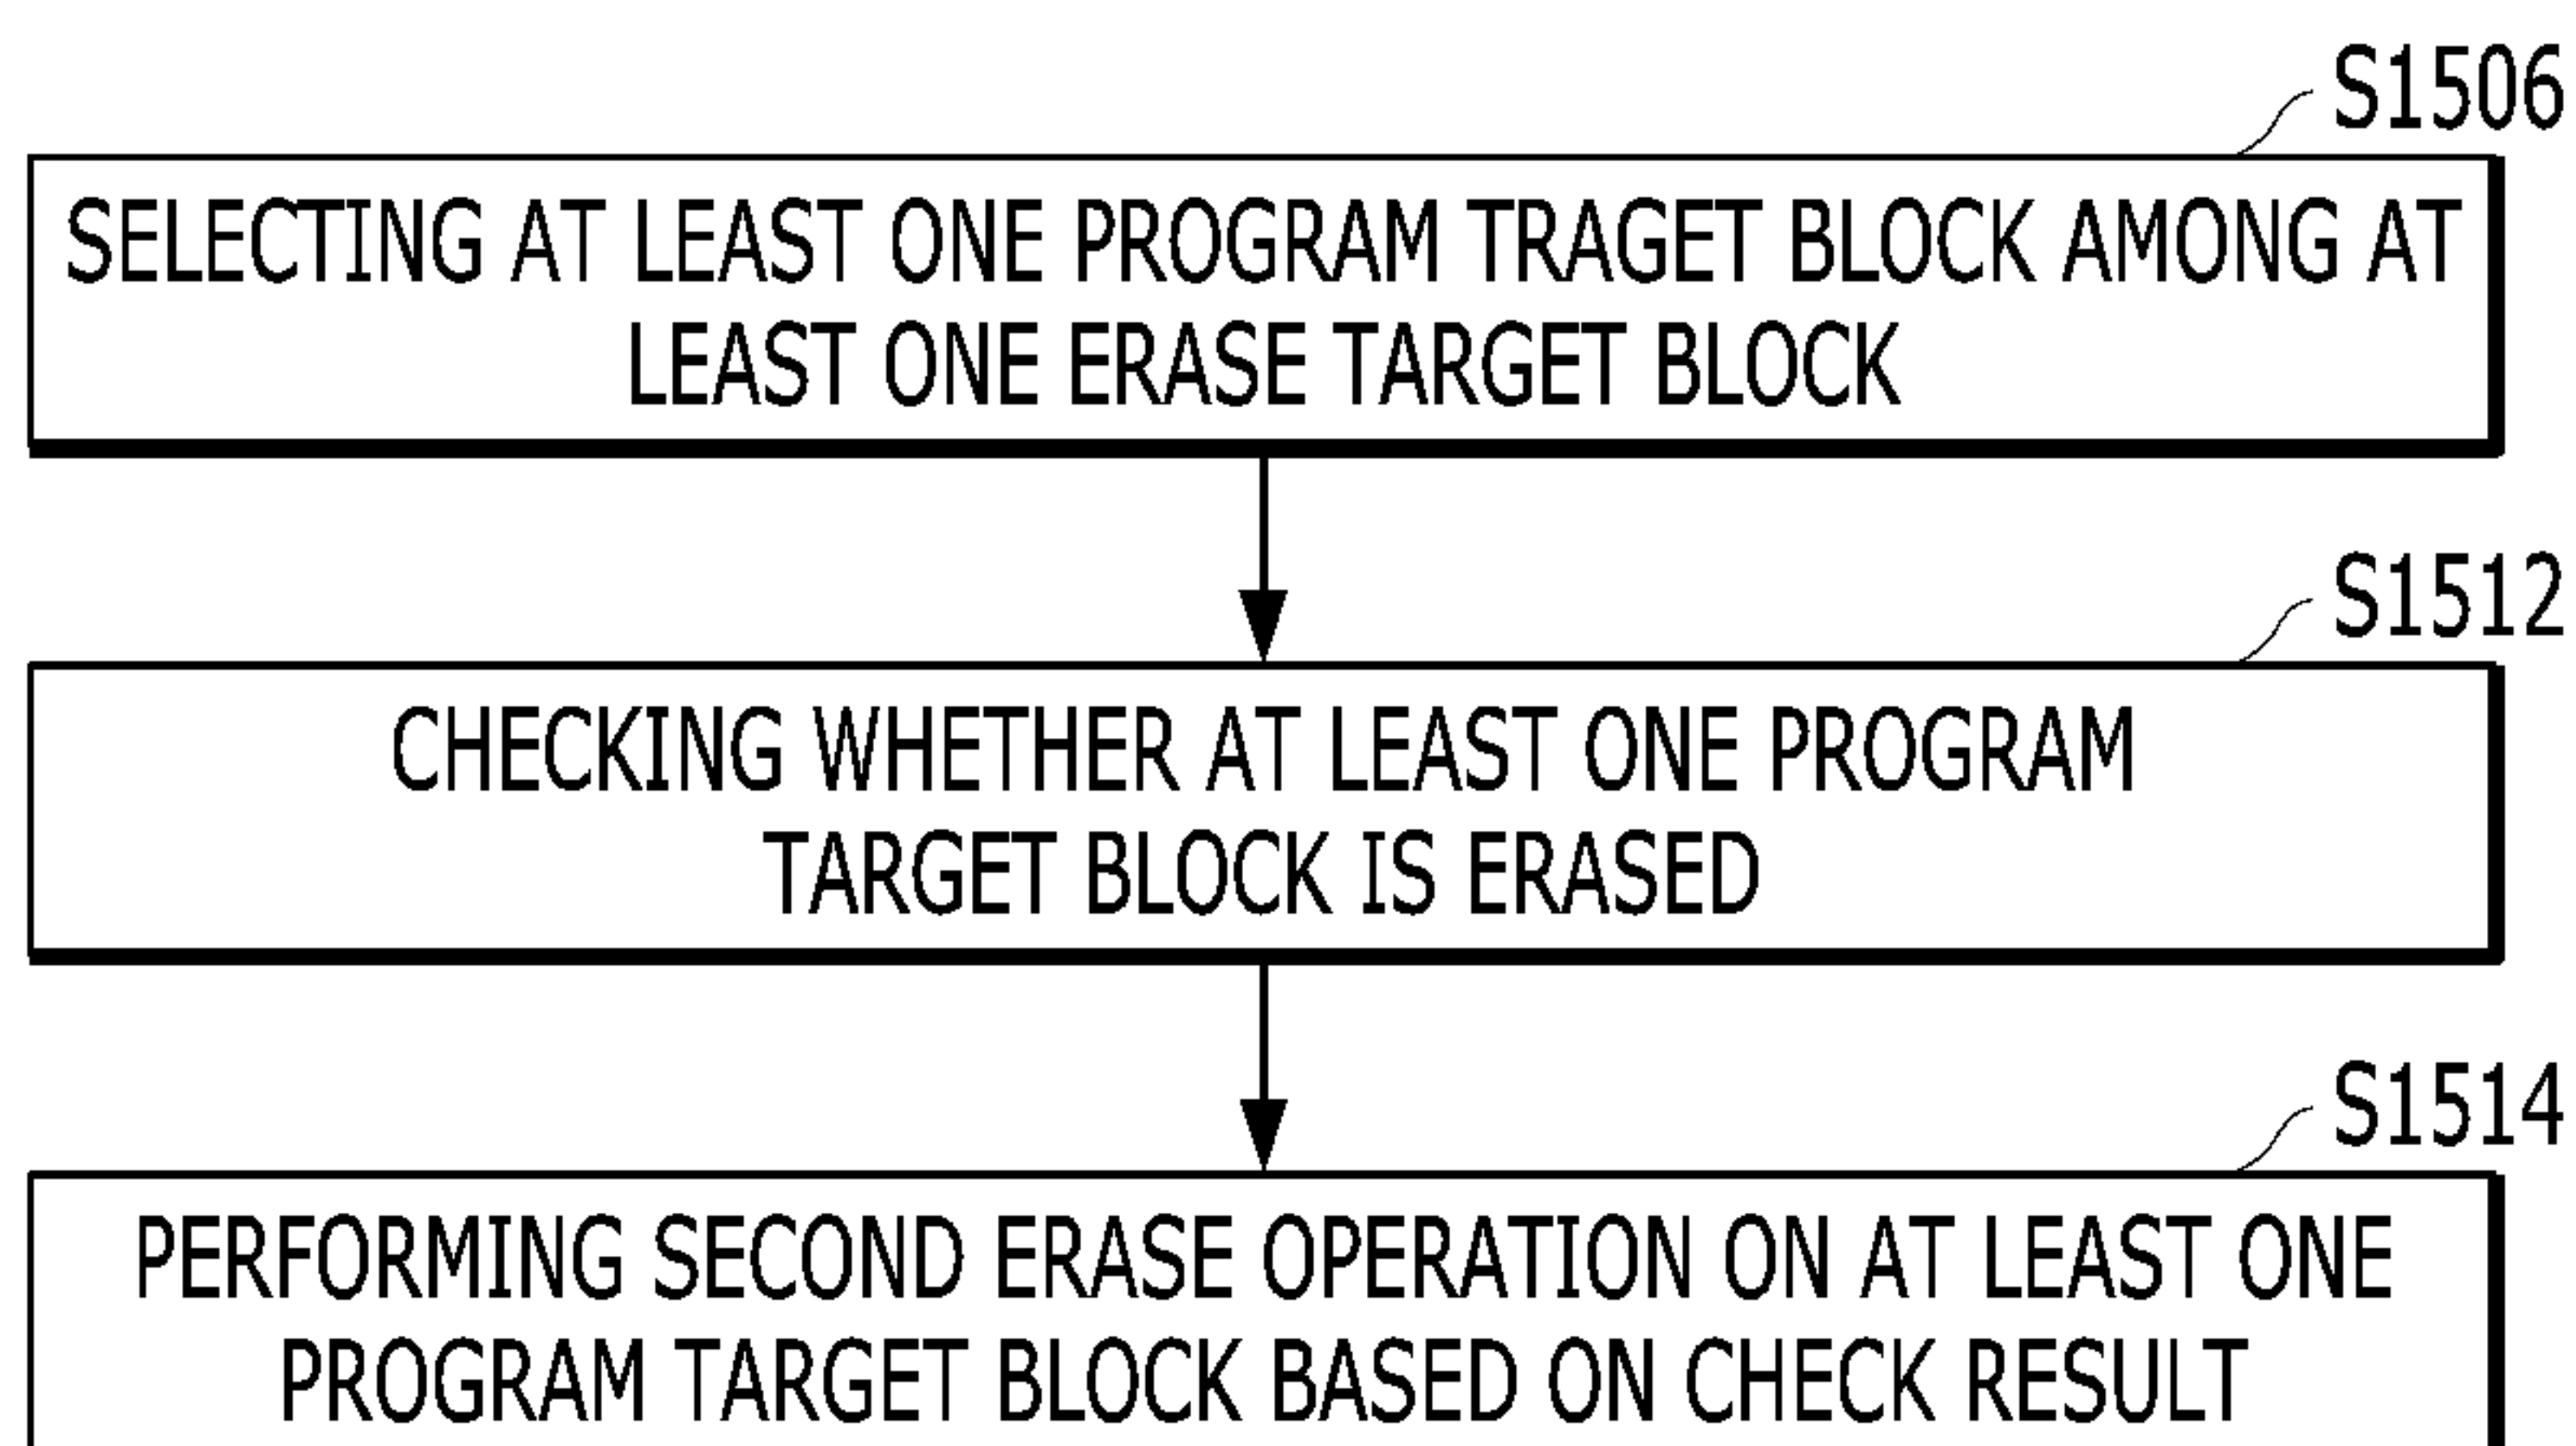 S1506
SELECTING AT LEAST ONE PROGRAM TRAGET BLOCK AMONG AT
LEAST ONE ERASE TARGET BLOCK
S1512
CHECKING WHETHER AT LEAST ONE PROGRAM
TARGET BLOCK IS ERASED
S1514
PERFORMING SECOND ERASE OPERATION ON AT LEAST ONE
PROGRAM TARGET BLOCK BASED ON CHECK RESULT